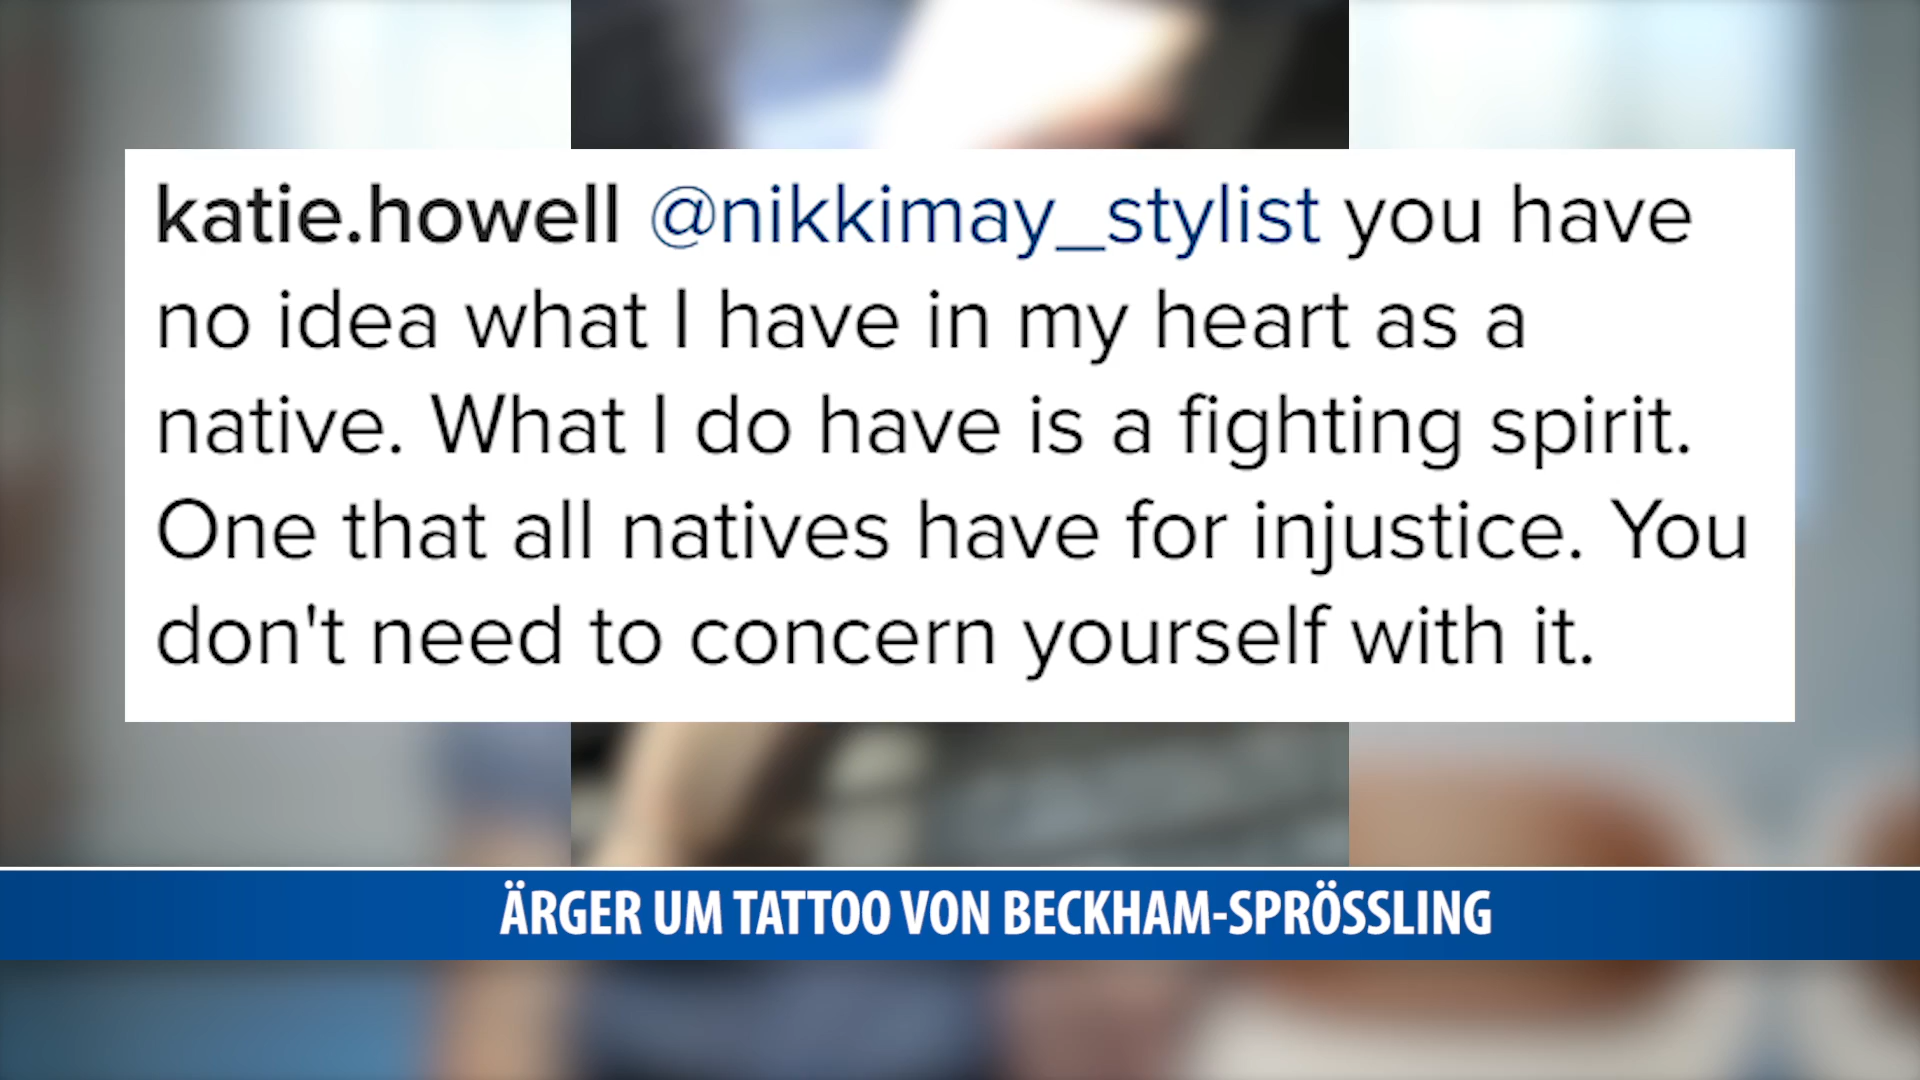 katie.howell @nikkimay_stylist you have
no idea what I have in my heart as a
native. What I do have is a fighting spirit.
One that all natives have for injustice. You
don't need to concern yourself with it.
ÄRGER UM TATTOO VON BECKHAM-SPRÖSSLING